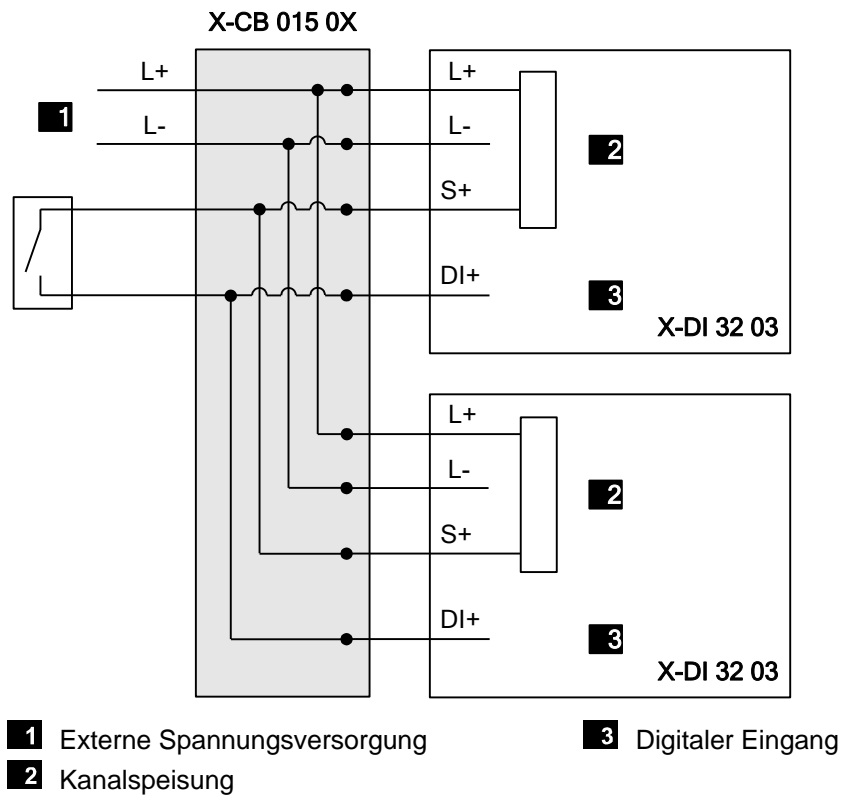 X-CB 015 0X
L+
L+
1
L-
L-
2
S+
DI+
3
X-DI 32 03
L+
L-
2
S+
DI+
3
X-DI 32 03
1 Externe Spannungsversorgung
3 Digitaler Eingang
2 Kanalspeisung